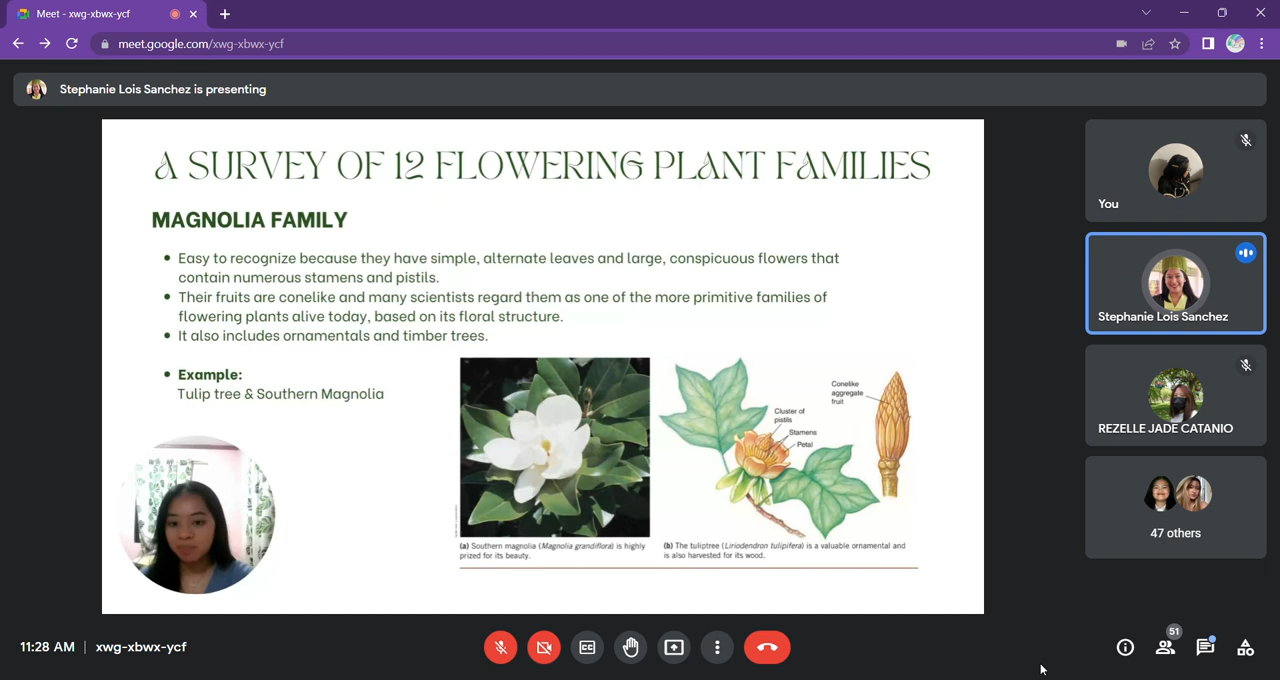 Meet - xwg-xbwx-ycf
meet.google.com/xwg-xbwx-ycf
Stephanie Lois Sanchez is presenting
A SURVEY OF 12 FLOWERING PLANT FAMILIES
MAGNOLIA FAMILY
• Easy to recognize because they have simple, alternate leaves and large, conspicuous flowers that
contain numerous stamens and pistils.
• Their fruits are conelike and many scientists regard them as one of the more primitive families of
flowering plants alive today, based on its floral structure.
• It also includes ornamentals and timber trees.
• Example:
Tulip tree & Southern Magnolia
Conelike
aggregate
fruit
Cluster of
pistils
Stamens
Petal
(a) Southern magnolia (Magnolia grandiflora) is highly
prized for its beauty.
(b) The tuliptree (Liriodendron tulipifera) is a valuable ornamental and
is also harvested for its wood.
You
Stephanie Lois Sanchez
REZELLE JADE CATANIO
47 others
11:28 AM | xwg-xbwx-ycf
CC
51